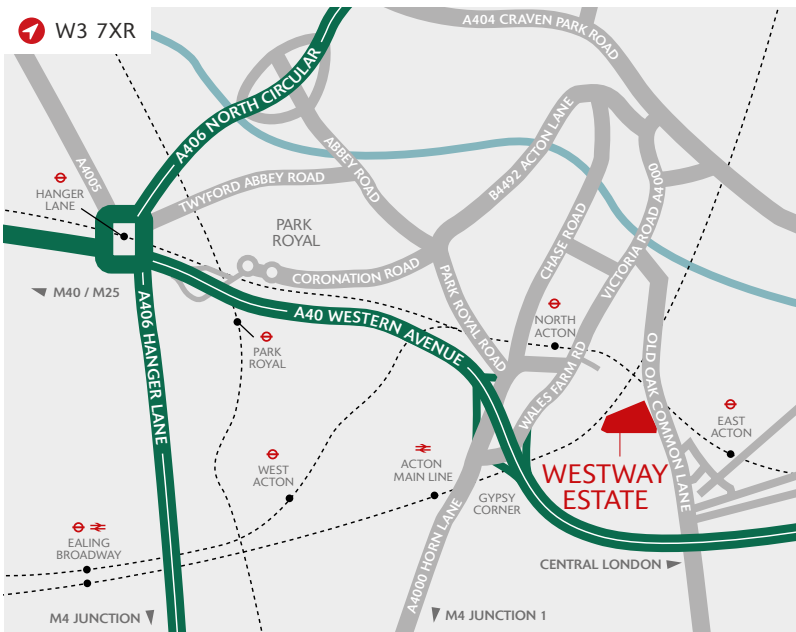 W3 7XR
A404 CRAVEN PARK ROAD
A406 NORTH CIRCULAR
A4005
HANGER
LANE
TWYFORD ABBEY ROAD
ABBEY ROAD
B4492 ACTON LANE
PARK
ROYAL
CORONATION ROAD
CHASE ROAD
VICTORIA ROAD A4000
M40 / M25
A406 HANGER LANE
A40 WESTERN AVENUE
PARK ROYAL ROAD
PARK
ROYAL
NORTH
ACTON
WALES FARM RD
OLD OAK COMMON LANE
EAST
ACTON
WEST
ACTON
ACTON
MAIN LINE
WESTWAY
ESTATE
GYPSY
CORNER
EALING
BROADWAY
A4000 HORN LANE
CENTRAL LONDON
M4 JUNCTION
M4 JUNCTION 1